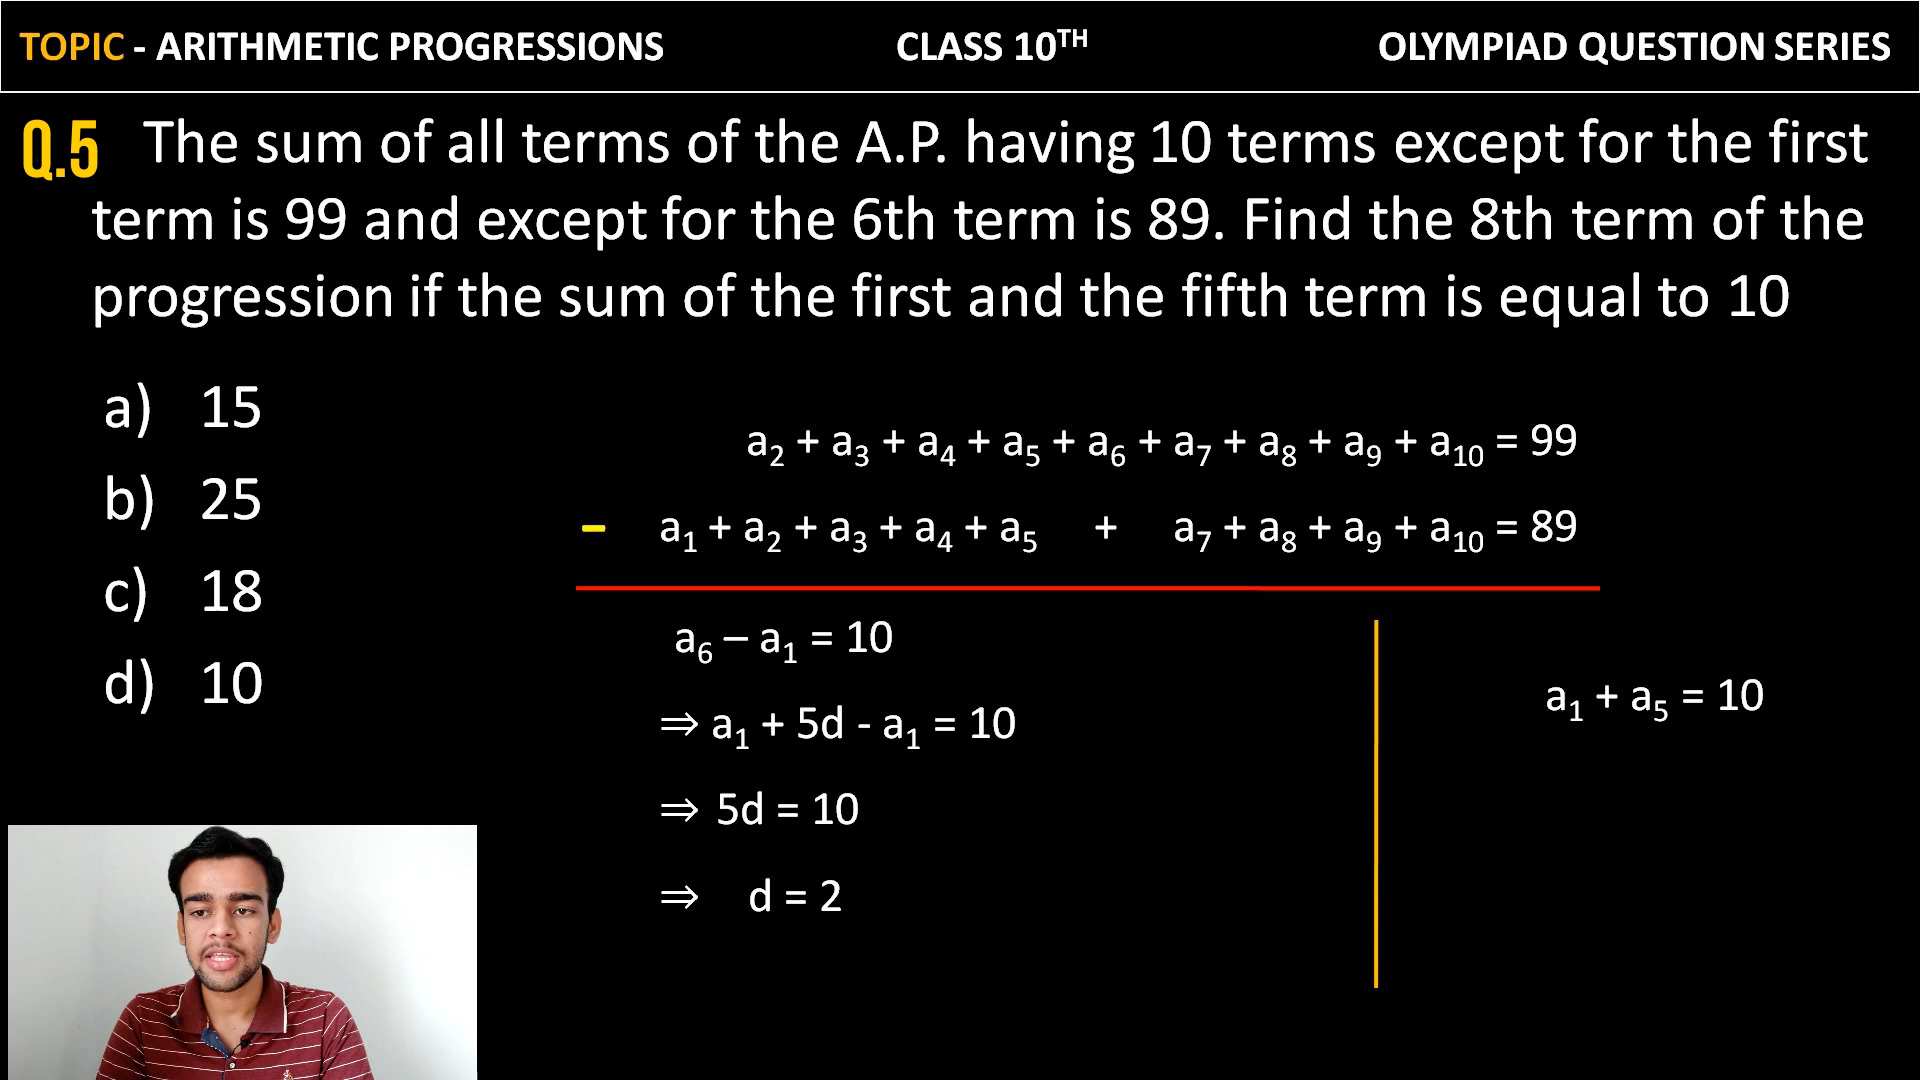 TOPIC - ARITHMETIC PROGRESSIONS CLASS 10TH OLYMPIAD QUESTION SERIES
Q.5 The sum of all terms of the A.P. having 10 terms except for the first
term is 99 and except for the 6th term is 89. Find the 8th term of the
progression if the sum of the first and the fifth term is equal to 10
a) 15
b) 25
c) 18
d) 10
a₂ + a₃ + a₄ + a₅ + a₆ + a₇ + a₈ + a₉ + a₁₀ = 99
- a₁ + a₂ + a₃ + a₄ + a₅ + a₇ + a₈ + a₉ + a₁₀ = 89
a₆ – a₁ = 10
⇒ a₁ + 5d - a₁ = 10
⇒ 5d = 10
⇒ d = 2
a₁ + a₅ = 10